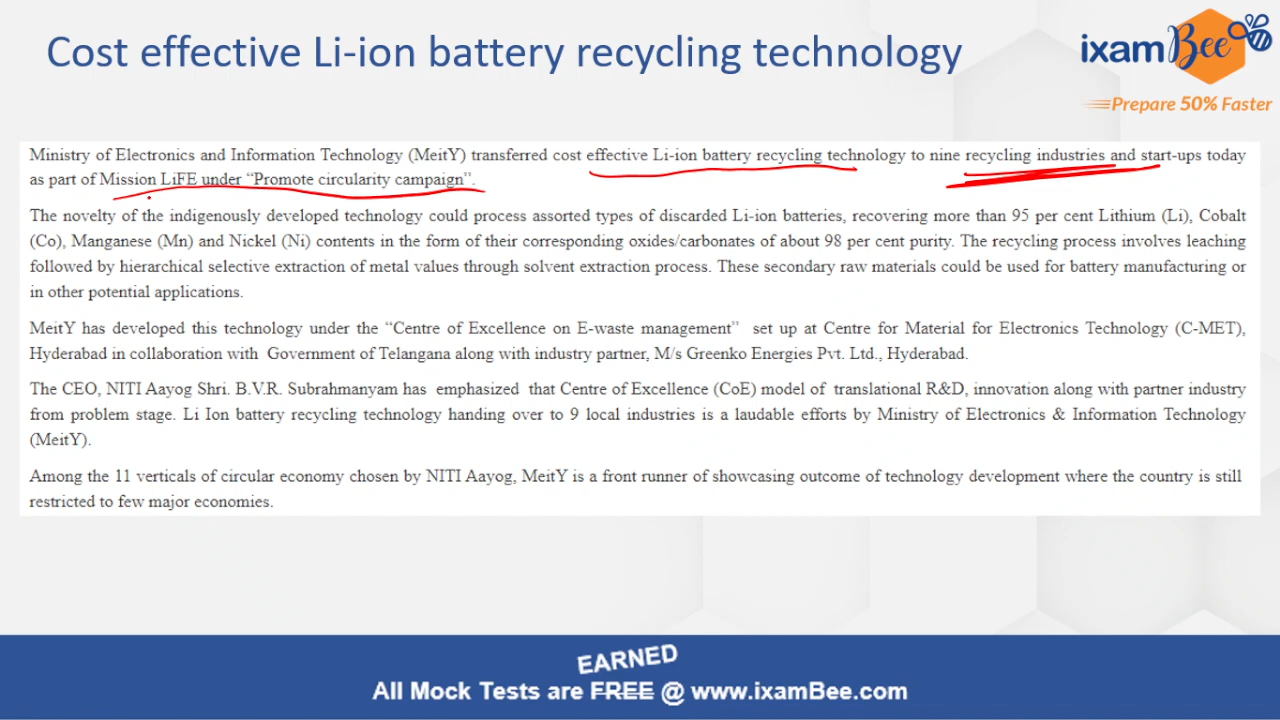 Cost effective Li-ion battery recycling technology
ixamBee
Prepare 50% Faster
Ministry of Electronics and Information Technology (MeitY) transferred cost effective Li-ion battery recycling technology to nine recycling industries and start-ups today
as part of Mission LiFE under “Promote circularity campaign”.
The novelty of the indigenously developed technology could process assorted types of discarded Li-ion batteries, recovering more than 95 per cent Lithium (Li), Cobalt
(Co), Manganese (Mn) and Nickel (Ni) contents in the form of their corresponding oxides/carbonates of about 98 per cent purity. The recycling process involves leaching
followed by hierarchical selective extraction of metal values through solvent extraction process. These secondary raw materials could be used for battery manufacturing or
in other potential applications.
MeitY has developed this technology under the “Centre of Excellence on E-waste management” set up at Centre for Material for Electronics Technology (C-MET),
Hyderabad in collaboration with Government of Telangana along with industry partner, M/s Greenko Energies Pvt. Ltd., Hyderabad.
The CEO, NITI Aayog Shri. B.V.R. Subrahmanyam has emphasized that Centre of Excellence (CoE) model of translational R&D, innovation along with partner industry
from problem stage. Li Ion battery recycling technology handing over to 9 local industries is a laudable efforts by Ministry of Electronics & Information Technology
(MeitY).
Among the 11 verticals of circular economy chosen by NITI Aayog, MeitY is a front runner of showcasing outcome of technology development where the country is still
restricted to few major economies.
EARNED
All Mock Tests are FREE @ www.ixamBee.com